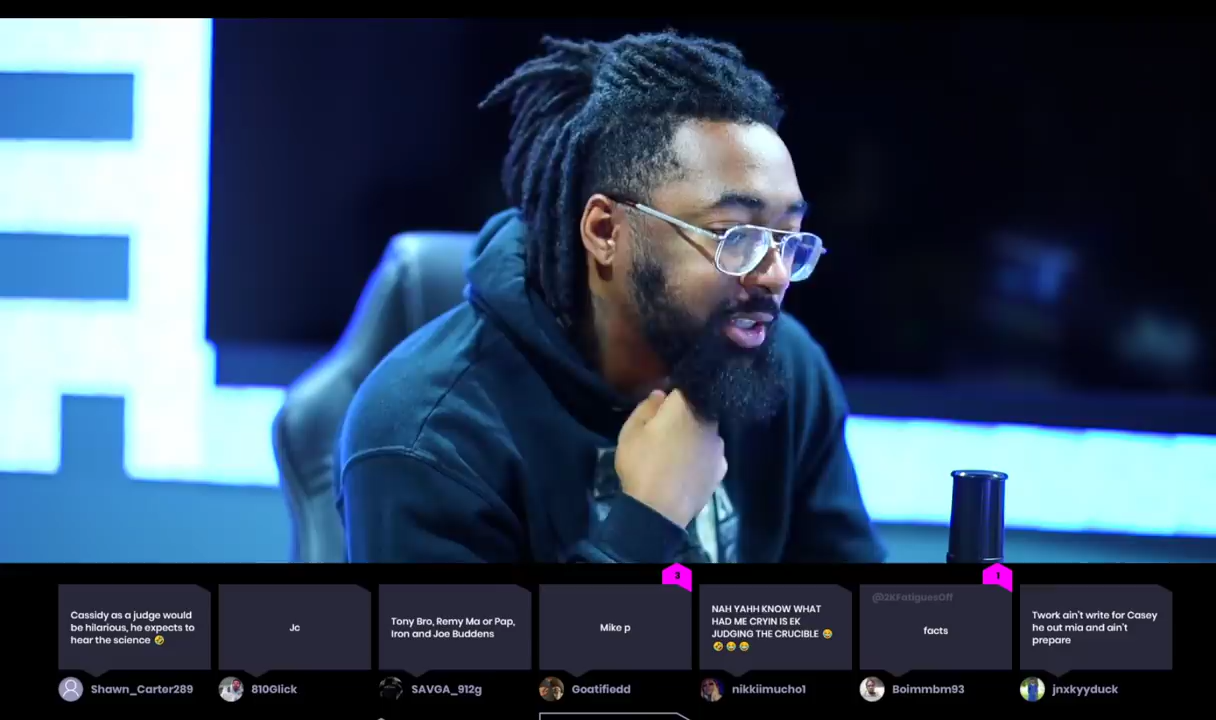 3
1
Cassidy as a judge would
be hilarious, he expects to
hear the science 🤣
Jc
Tony Bro, Remy Ma or Pap,
Iron and Joe Buddens
Mike p
NAH YAHH KNOW WHAT
HAD ME CRYIN IS EK
JUDGING THE CRUCIBLE 😂
🤣 😂 😂
@2KFatiguesOff
facts
Twork ain't write for Casey
he out mia and ain't
prepare
Shawn_Carter289
810Glick
SAVGA_912g
Goatifiedd
nikkiimucho1
Boimmbm93
jnxkyyduck